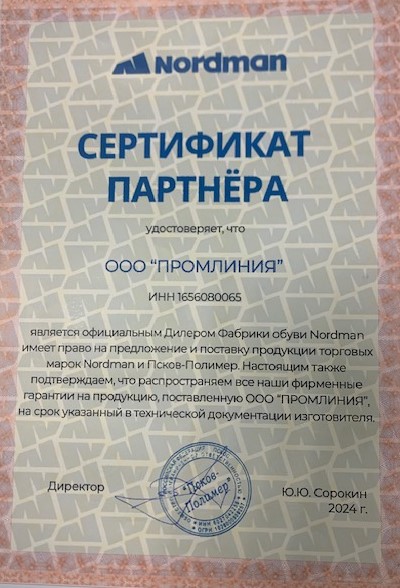 Nordman
СЕРТИФИКАТ
ПАРТНЁРА
удостоверяет, что
ООО “ПРОМЛИНИЯ”
ИНН 1656080065
является официальным Дилером Фабрики обуви Nordman
имеет право на предложение и поставку продукции торговых
марок Nordman и Псков-Полимер. Настоящим также
подтверждаем, что распространяем все наши фирменные
гарантии на продукцию, поставленную ООО “ПРОМЛИНИЯ”,
на срок указанный в технической документации изготовителя.
Директор
"Псков-
Полимер"
Ю.Ю. Сорокин
2024 г.